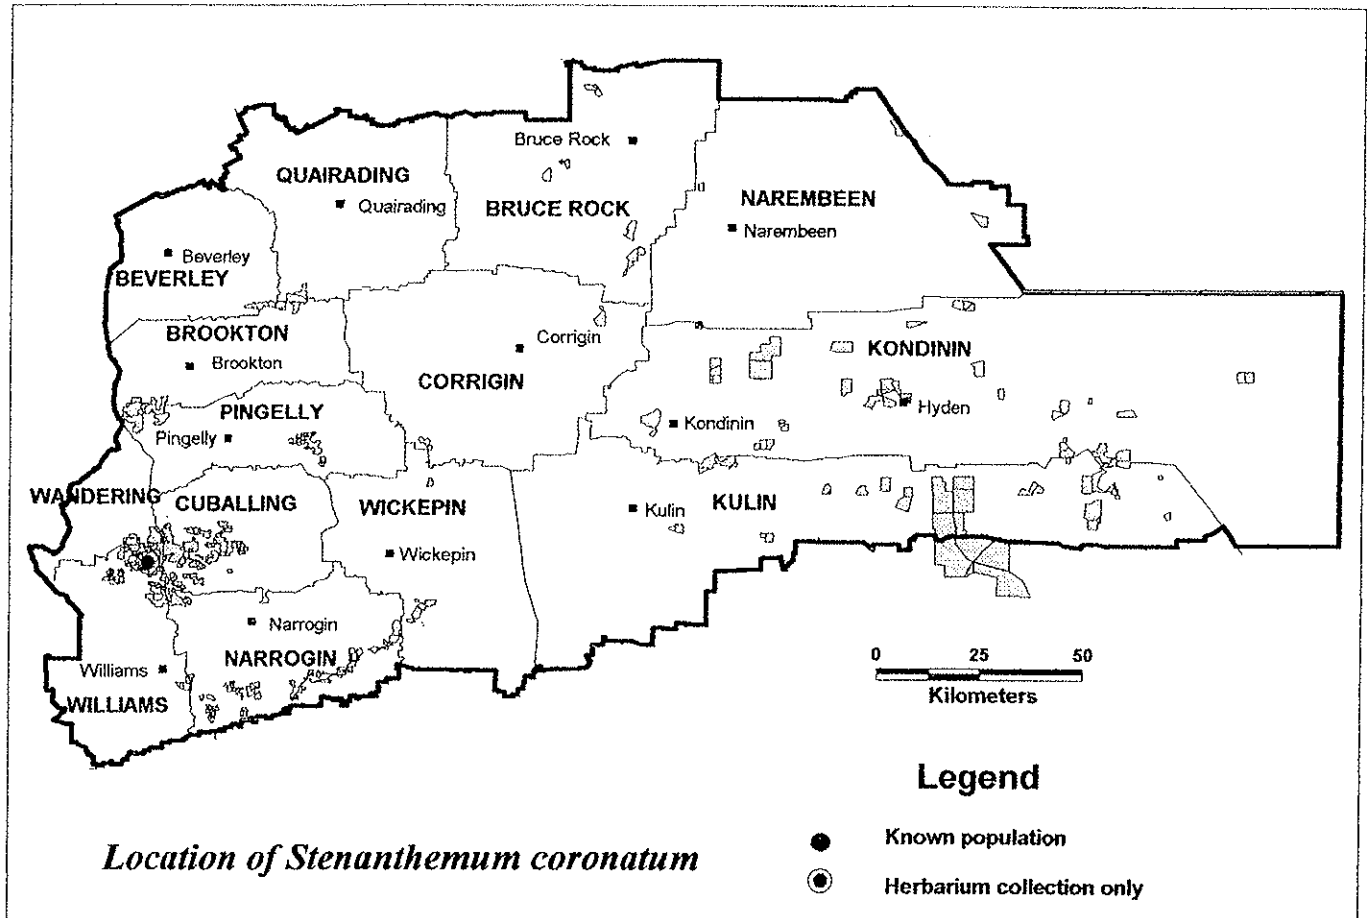 Bruce Rock
QUAIRADING
Quairading
BRUCE ROCK
NAREMBEEN
Narembeen
Beverley
BEVERLEY
BROOKTON
Brookton
Corrigin
CORRIGIN
KONDININ
Hyden
PINGELLY
Pingelly
Kondinin
WANDERING
CUBALLING
WICKEPIN
Wickepin
Kulin
KULIN
Narrogin
NARROGIN
Williams
WILLIAMS
0 25 50
Kilometers
Legend
Known population
Herbarium collection only
Location of Stenanthemum coronatum